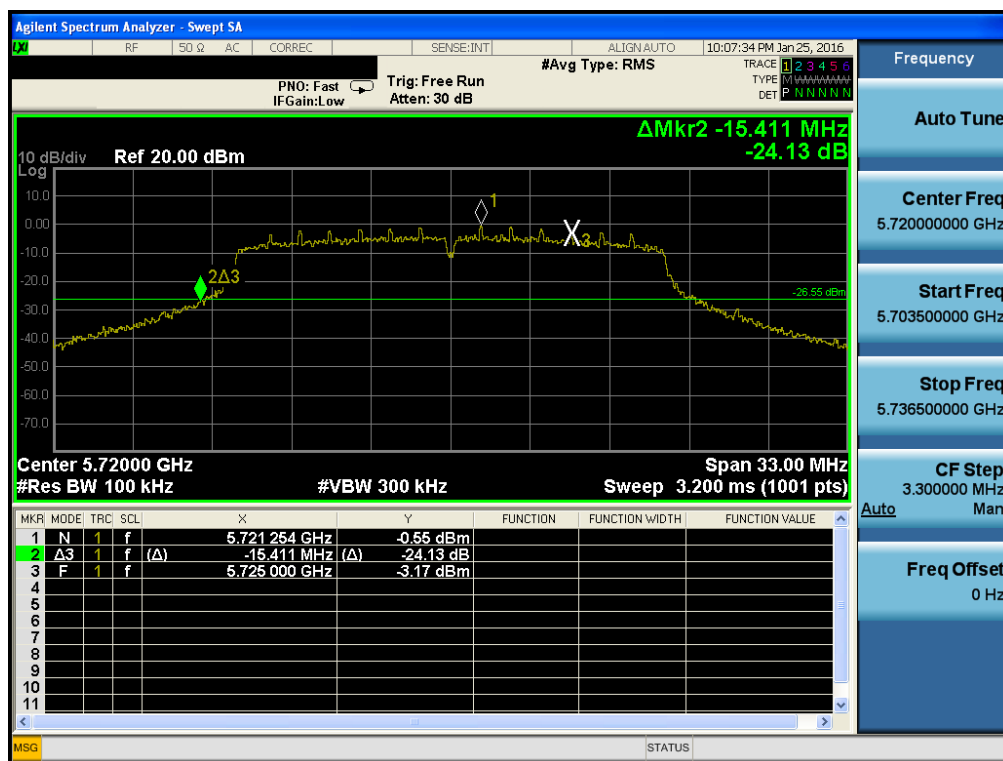 Agilent Spectrum Analyzer - Swept SA
LXI RF 50 Ω AC CORREC SENSE:INT ALIGN AUTO 10:07:34 PM Jan 25, 2016
#Avg Type: RMS TRACE 1 2 3 4 5 6
PNO: Fast Trig: Free Run TYPE M
IFGain:Low Atten: 30 dB DET P N N N N N
ΔMkr2 -15.411 MHz
-24.13 dB
10 dB/div Ref 20.00 dBm
Log
10.0
0.00
-10.0
-20.0
-30.0
-40.0
-50.0
-60.0
-70.0
1
X 3
2Δ3
-26.55 dBm
Center 5.72000 GHz Span 33.00 MHz
#Res BW 100 kHz #VBW 300 kHz Sweep 3.200 ms (1001 pts)
MKR MODE TRC SCL X Y FUNCTION FUNCTION WIDTH FUNCTION VALUE
1 N 1 f 5.721 254 GHz -0.55 dBm
2 Δ3 1 f (Δ) -15.411 MHz (Δ) -24.13 dB
3 F 1 f 5.725 000 GHz -3.17 dBm
4
5
6
7
8
9
10
11
MSG STATUS
Frequency
Auto Tune
Center Freq
5.720000000 GHz
Start Freq
5.703500000 GHz
Stop Freq
5.736500000 GHz
CF Step
3.300000 MHz
Auto Man
Freq Offset
0 Hz